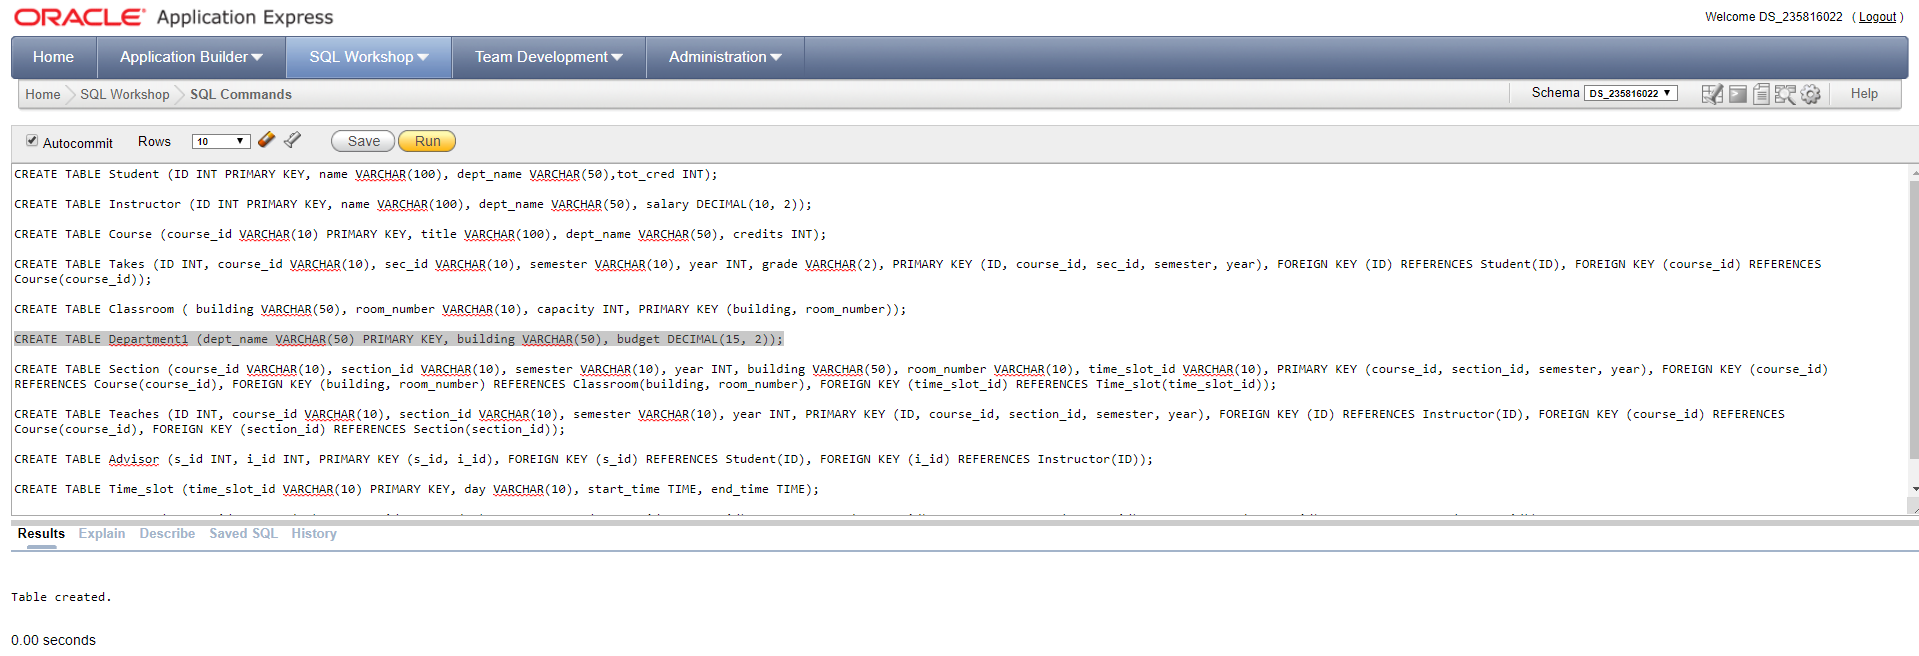 ORACLE Application Express
Welcome DS_235816022 ( Logout )
Home Application Builder SQL Workshop Team Development Administration
Home SQL Workshop SQL Commands
Schema DS_235816022 Help
Autocommit Rows 10 Save Run
CREATE TABLE Student (ID INT PRIMARY KEY, name VARCHAR(100), dept_name VARCHAR(50),tot_cred INT);
CREATE TABLE Instructor (ID INT PRIMARY KEY, name VARCHAR(100), dept_name VARCHAR(50), salary DECIMAL(10, 2));
CREATE TABLE Course (course_id VARCHAR(10) PRIMARY KEY, title VARCHAR(100), dept_name VARCHAR(50), credits INT);
CREATE TABLE Takes (ID INT, course_id VARCHAR(10), sec_id VARCHAR(10), semester VARCHAR(10), year INT, grade VARCHAR(2), PRIMARY KEY (ID, course_id, sec_id, semester, year), FOREIGN KEY (ID) REFERENCES Student(ID), FOREIGN KEY (course_id) REFERENCES
Course(course_id));
CREATE TABLE Classroom ( building VARCHAR(50), room_number VARCHAR(10), capacity INT, PRIMARY KEY (building, room_number));
CREATE TABLE Department1 (dept_name VARCHAR(50) PRIMARY KEY, building VARCHAR(50), budget DECIMAL(15, 2));
CREATE TABLE Section (course_id VARCHAR(10), section_id VARCHAR(10), semester VARCHAR(10), year INT, building VARCHAR(50), room_number VARCHAR(10), time_slot_id VARCHAR(10), PRIMARY KEY (course_id, section_id, semester, year), FOREIGN KEY (course_id)
REFERENCES Course(course_id), FOREIGN KEY (building, room_number) REFERENCES Classroom(building, room_number), FOREIGN KEY (time_slot_id) REFERENCES Time_slot(time_slot_id));
CREATE TABLE Teaches (ID INT, course_id VARCHAR(10), section_id VARCHAR(10), semester VARCHAR(10), year INT, PRIMARY KEY (ID, course_id, section_id, semester, year), FOREIGN KEY (ID) REFERENCES Instructor(ID), FOREIGN KEY (course_id) REFERENCES
Course(course_id), FOREIGN KEY (section_id) REFERENCES Section(section_id));
CREATE TABLE Advisor (s_id INT, i_id INT, PRIMARY KEY (s_id, i_id), FOREIGN KEY (s_id) REFERENCES Student(ID), FOREIGN KEY (i_id) REFERENCES Instructor(ID));
CREATE TABLE Time_slot (time_slot_id VARCHAR(10) PRIMARY KEY, day VARCHAR(10), start_time TIME, end_time TIME);
Results Explain Describe Saved SQL History
Table created.
0.00 seconds